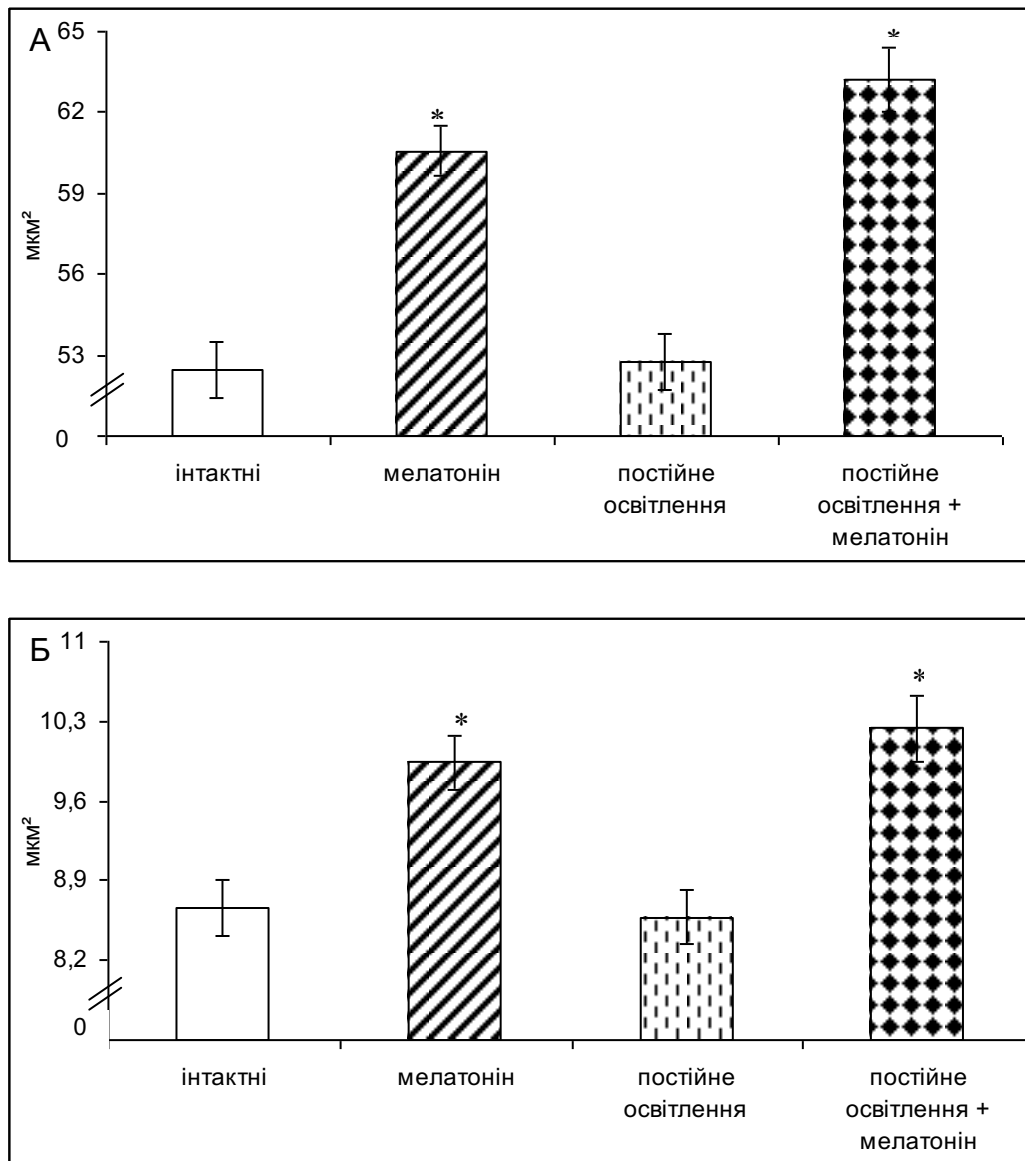 А
65
62
59
56
53
0
мкм²
*
*
інтактні
мелатонін
постійне
освітлення
постійне
освітлення +
мелатонін
Б
11
10,3
9,6
8,9
8,2
0
мкм²
*
*
інтактні
мелатонін
постійне
освітлення
постійне
освітлення +
мелатонін